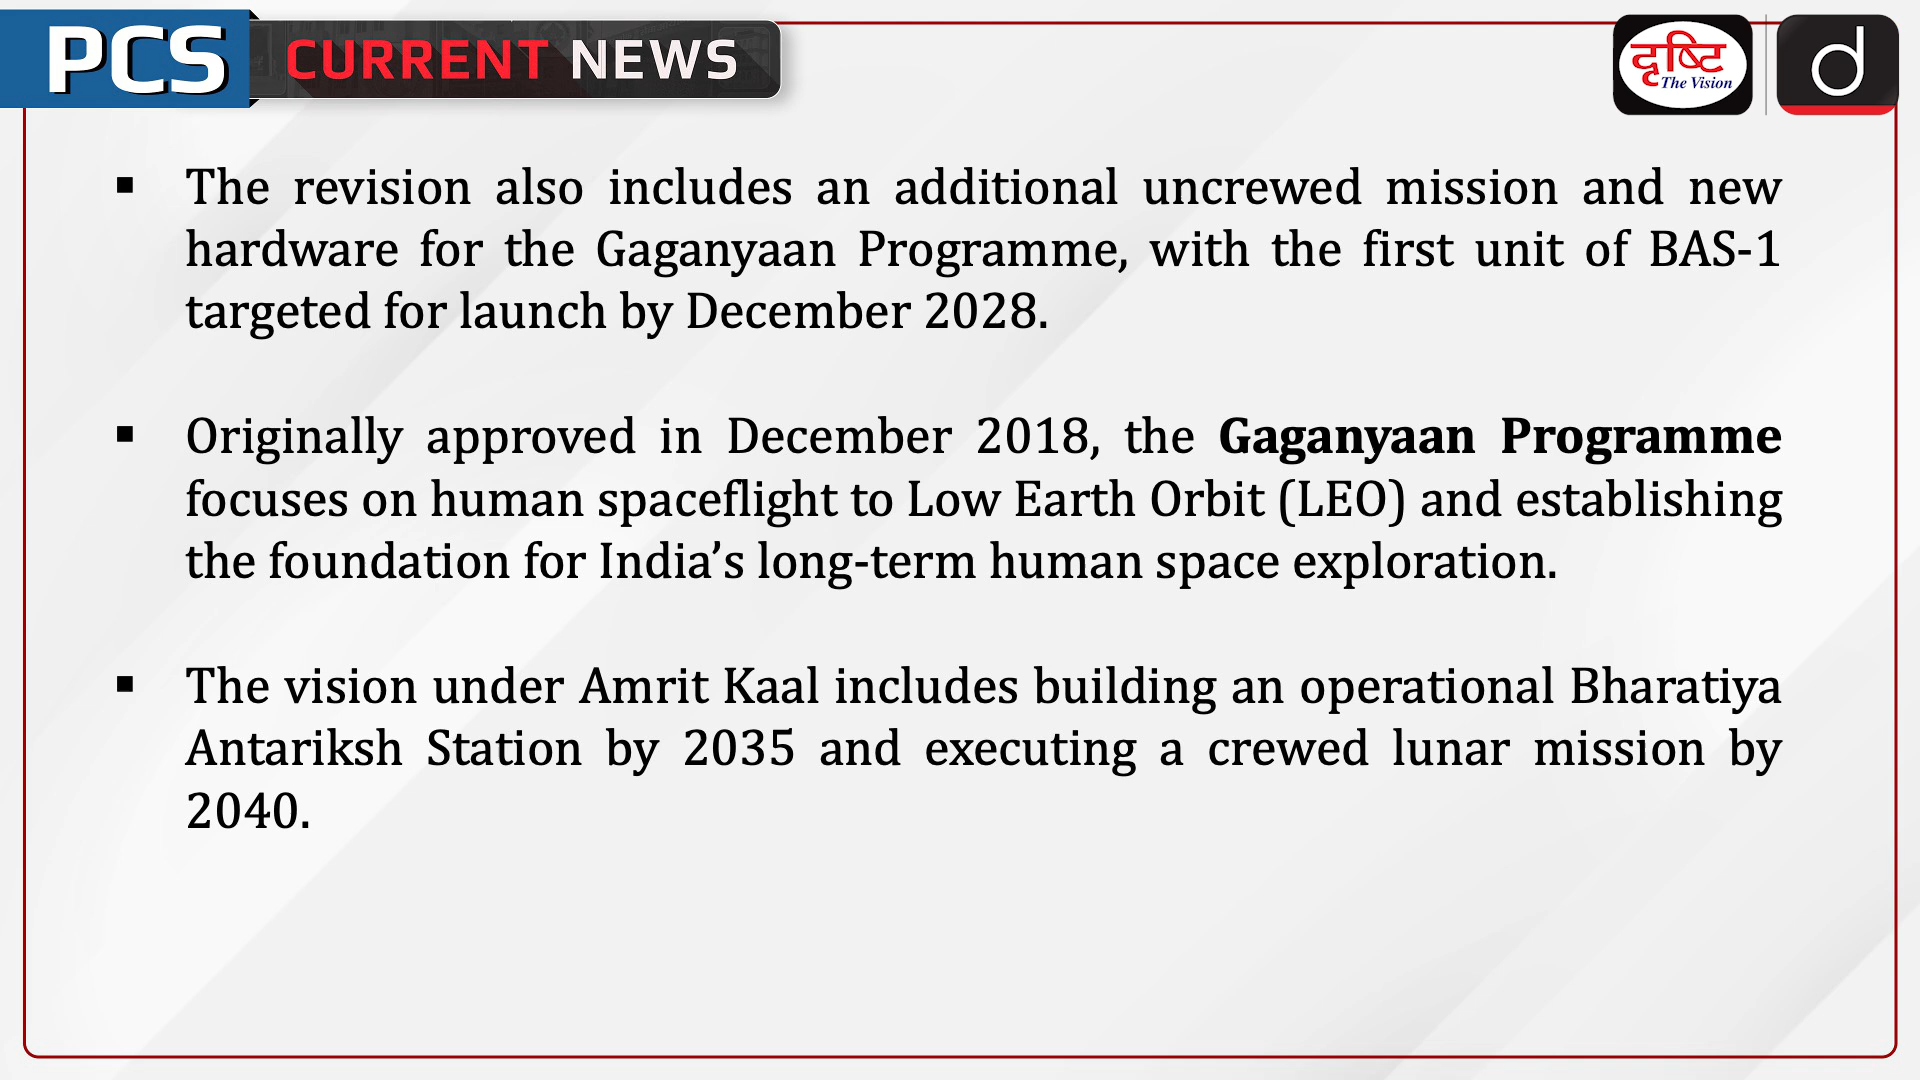 PCS CURRENT NEWS
दृष्टि
The Vision
d
▪ The revision also includes an additional uncrewed mission and new
hardware for the Gaganyaan Programme, with the first unit of BAS-1
targeted for launch by December 2028.
▪ Originally approved in December 2018, the Gaganyaan Programme
focuses on human spaceflight to Low Earth Orbit (LEO) and establishing
the foundation for India’s long-term human space exploration.
▪ The vision under Amrit Kaal includes building an operational Bharatiya
Antariksh Station by 2035 and executing a crewed lunar mission by
2040.